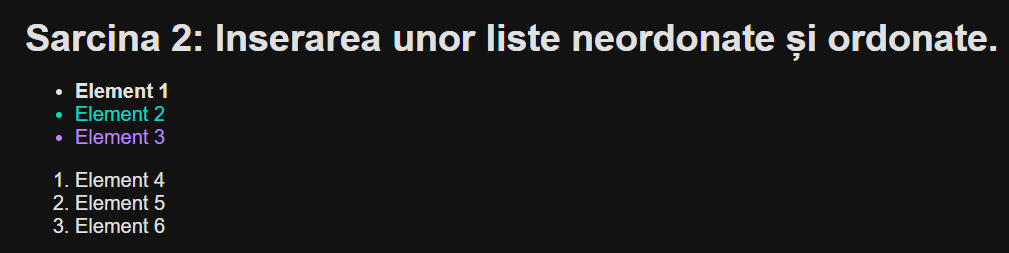 Sarcina 2: Inserarea unor liste neordonate și ordonate.
• Element 1
• Element 2
• Element 3
1. Element 4
2. Element 5
3. Element 6